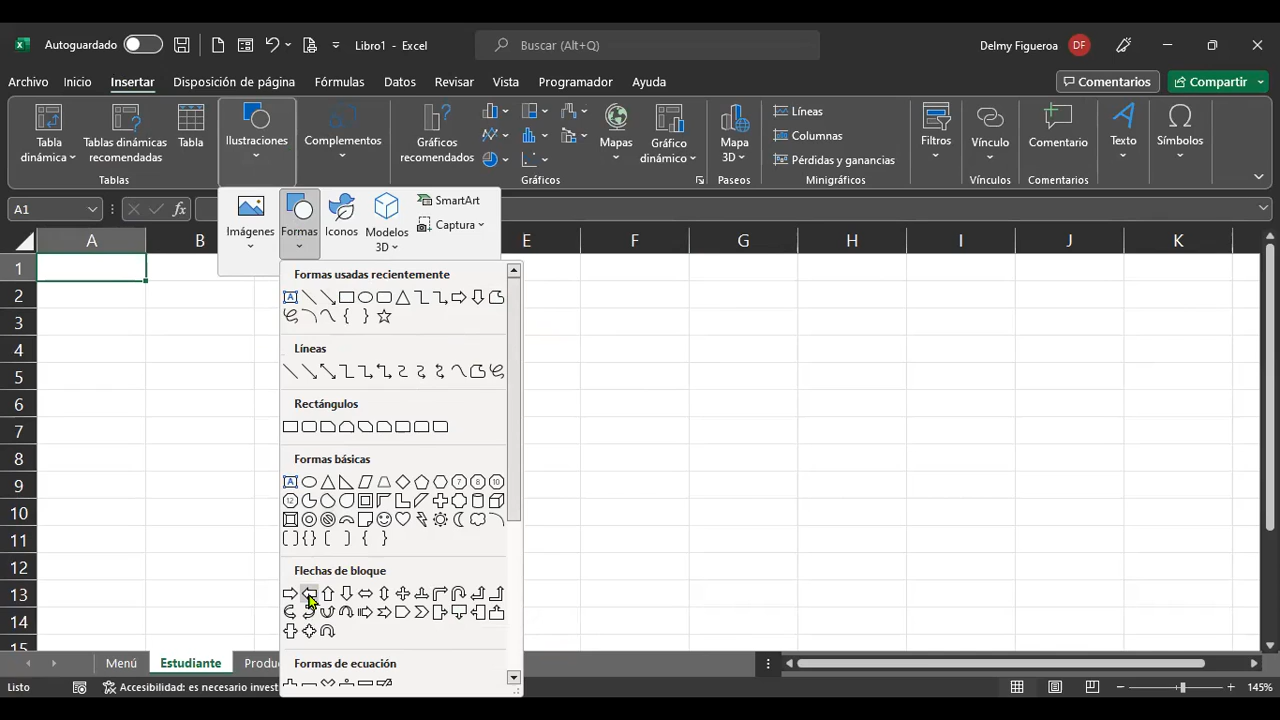 Autoguardado Libro1 - Excel Buscar (Alt+Q) Delmy Figueroa DF
Archivo Inicio Insertar Disposición de página Fórmulas Datos Revisar Vista Programador Ayuda Comentarios Compartir
Tabla dinámica
Tablas dinámicas recomendadas
Tabla
Tablas
Ilustraciones
Complementos
Gráficos recomendados
Mapas
Gráfico dinámico
Gráficos
Mapa 3D
Paseos
Líneas
Columnas
Pérdidas y ganancias
Minigráficos
Filtros
Vínculo
Vínculos
Comentario
Comentarios
Texto
Símbolos
A1 fx
Imágenes
Formas
Iconos
Modelos 3D
SmartArt
Captura
A B E F G H I J K
1
2
3
4
5
6
7
8
9
10
11
12
13
14
15
Formas usadas recientemente
Líneas
Rectángulos
Formas básicas
Flechas de bloque
Formas de ecuación
Menú Estudiante
Listo Accesibilidad: es necesario invest 145%